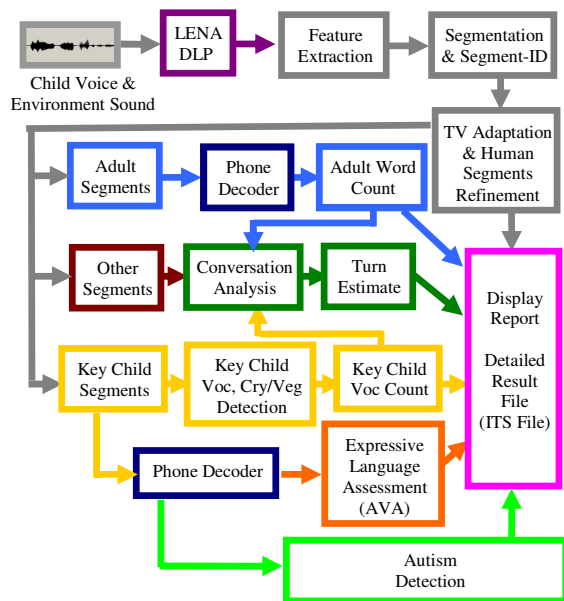 LENA
DLP
Feature
Extraction
Segmentation
& Segment-ID
Child Voice &
Environment Sound
TV Adaptation
& Human
Segments
Refinement
Adult
Segments
Phone
Decoder
Adult Word
Count
Other
Segments
Conversation
Analysis
Turn
Estimate
Display
Report
Detailed
Result
File
(ITS File)
Key Child
Segments
Key Child
Voc, Cry/Veg
Detection
Key Child
Voc Count
Phone Decoder
Expressive
Language
Assessment
(AVA)
Autism
Detection